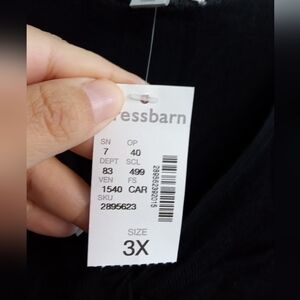 ressbarn
SN OP
7 40
DEPT SCL
83 499
VEN FS
1540 CAR
SKU
2895623
SIZE
3X